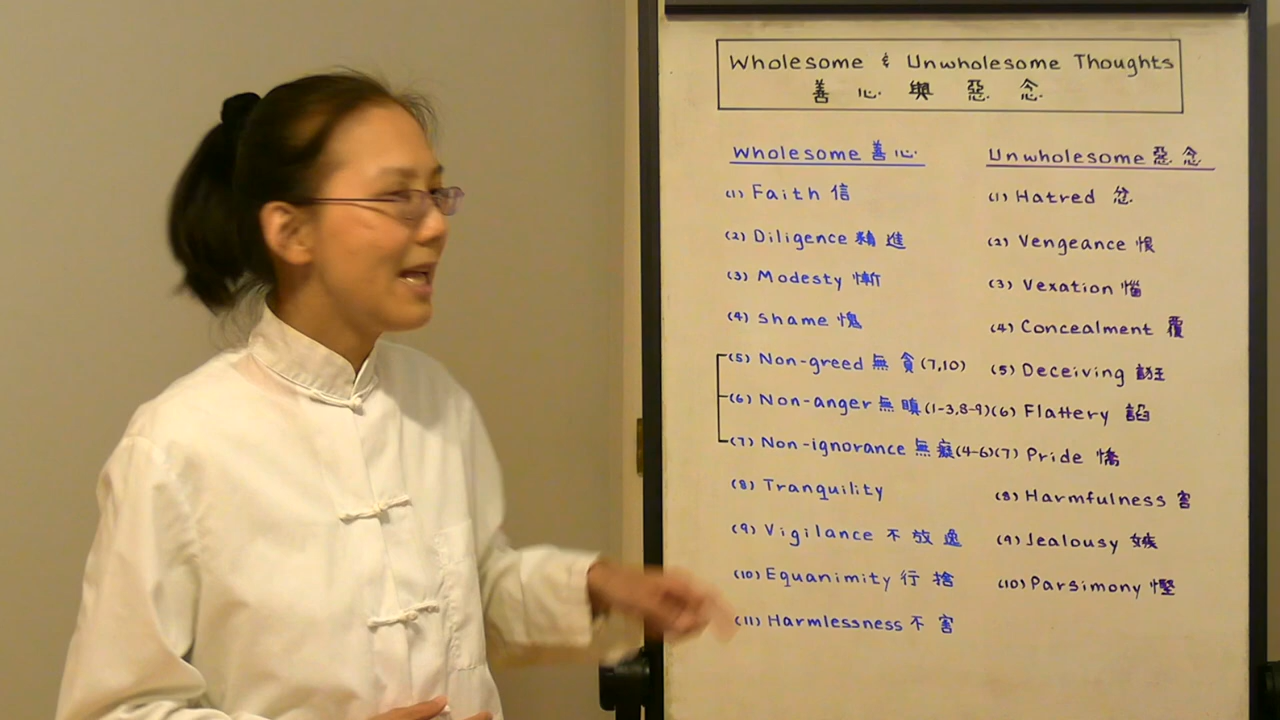 Wholesome & Unwholesome Thoughts
善 心 與 惡 念
Wholesome 善心
(1) Faith 信
(2) Diligence 精進
(3) Modesty 慚
(4) Shame 愧
(5) Non-greed 無貪(7,10)
(6) Non-anger 無瞋(1-3,8-9)
(7) Non-ignorance 無癡(4-6)
(8) Tranquility
(9) Vigilance 不放逸
(10) Equanimity 行捨
(11) Harmlessness 不害
Unwholesome 惡念
(1) Hatred 忿
(2) Vengeance 恨
(3) Vexation 惱
(4) Concealment 覆
(5) Deceiving 誑
(6) Flattery 諂
(7) Pride 憍
(8) Harmfulness 害
(9) Jealousy 嫉
(10) Parsimony 慳